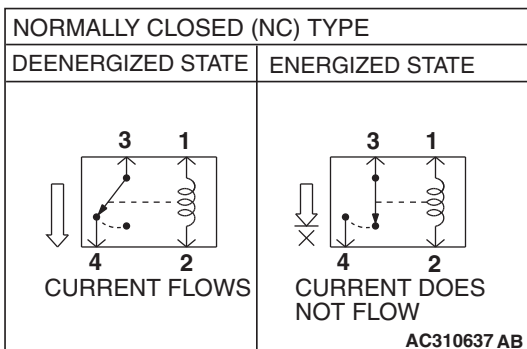 NORMALLY CLOSED (NC) TYPE
DEENERGIZED STATE
ENERGIZED STATE
3 1
4 2
CURRENT FLOWS
3 1
4 2
CURRENT DOES
NOT FLOW
AC310637 AB